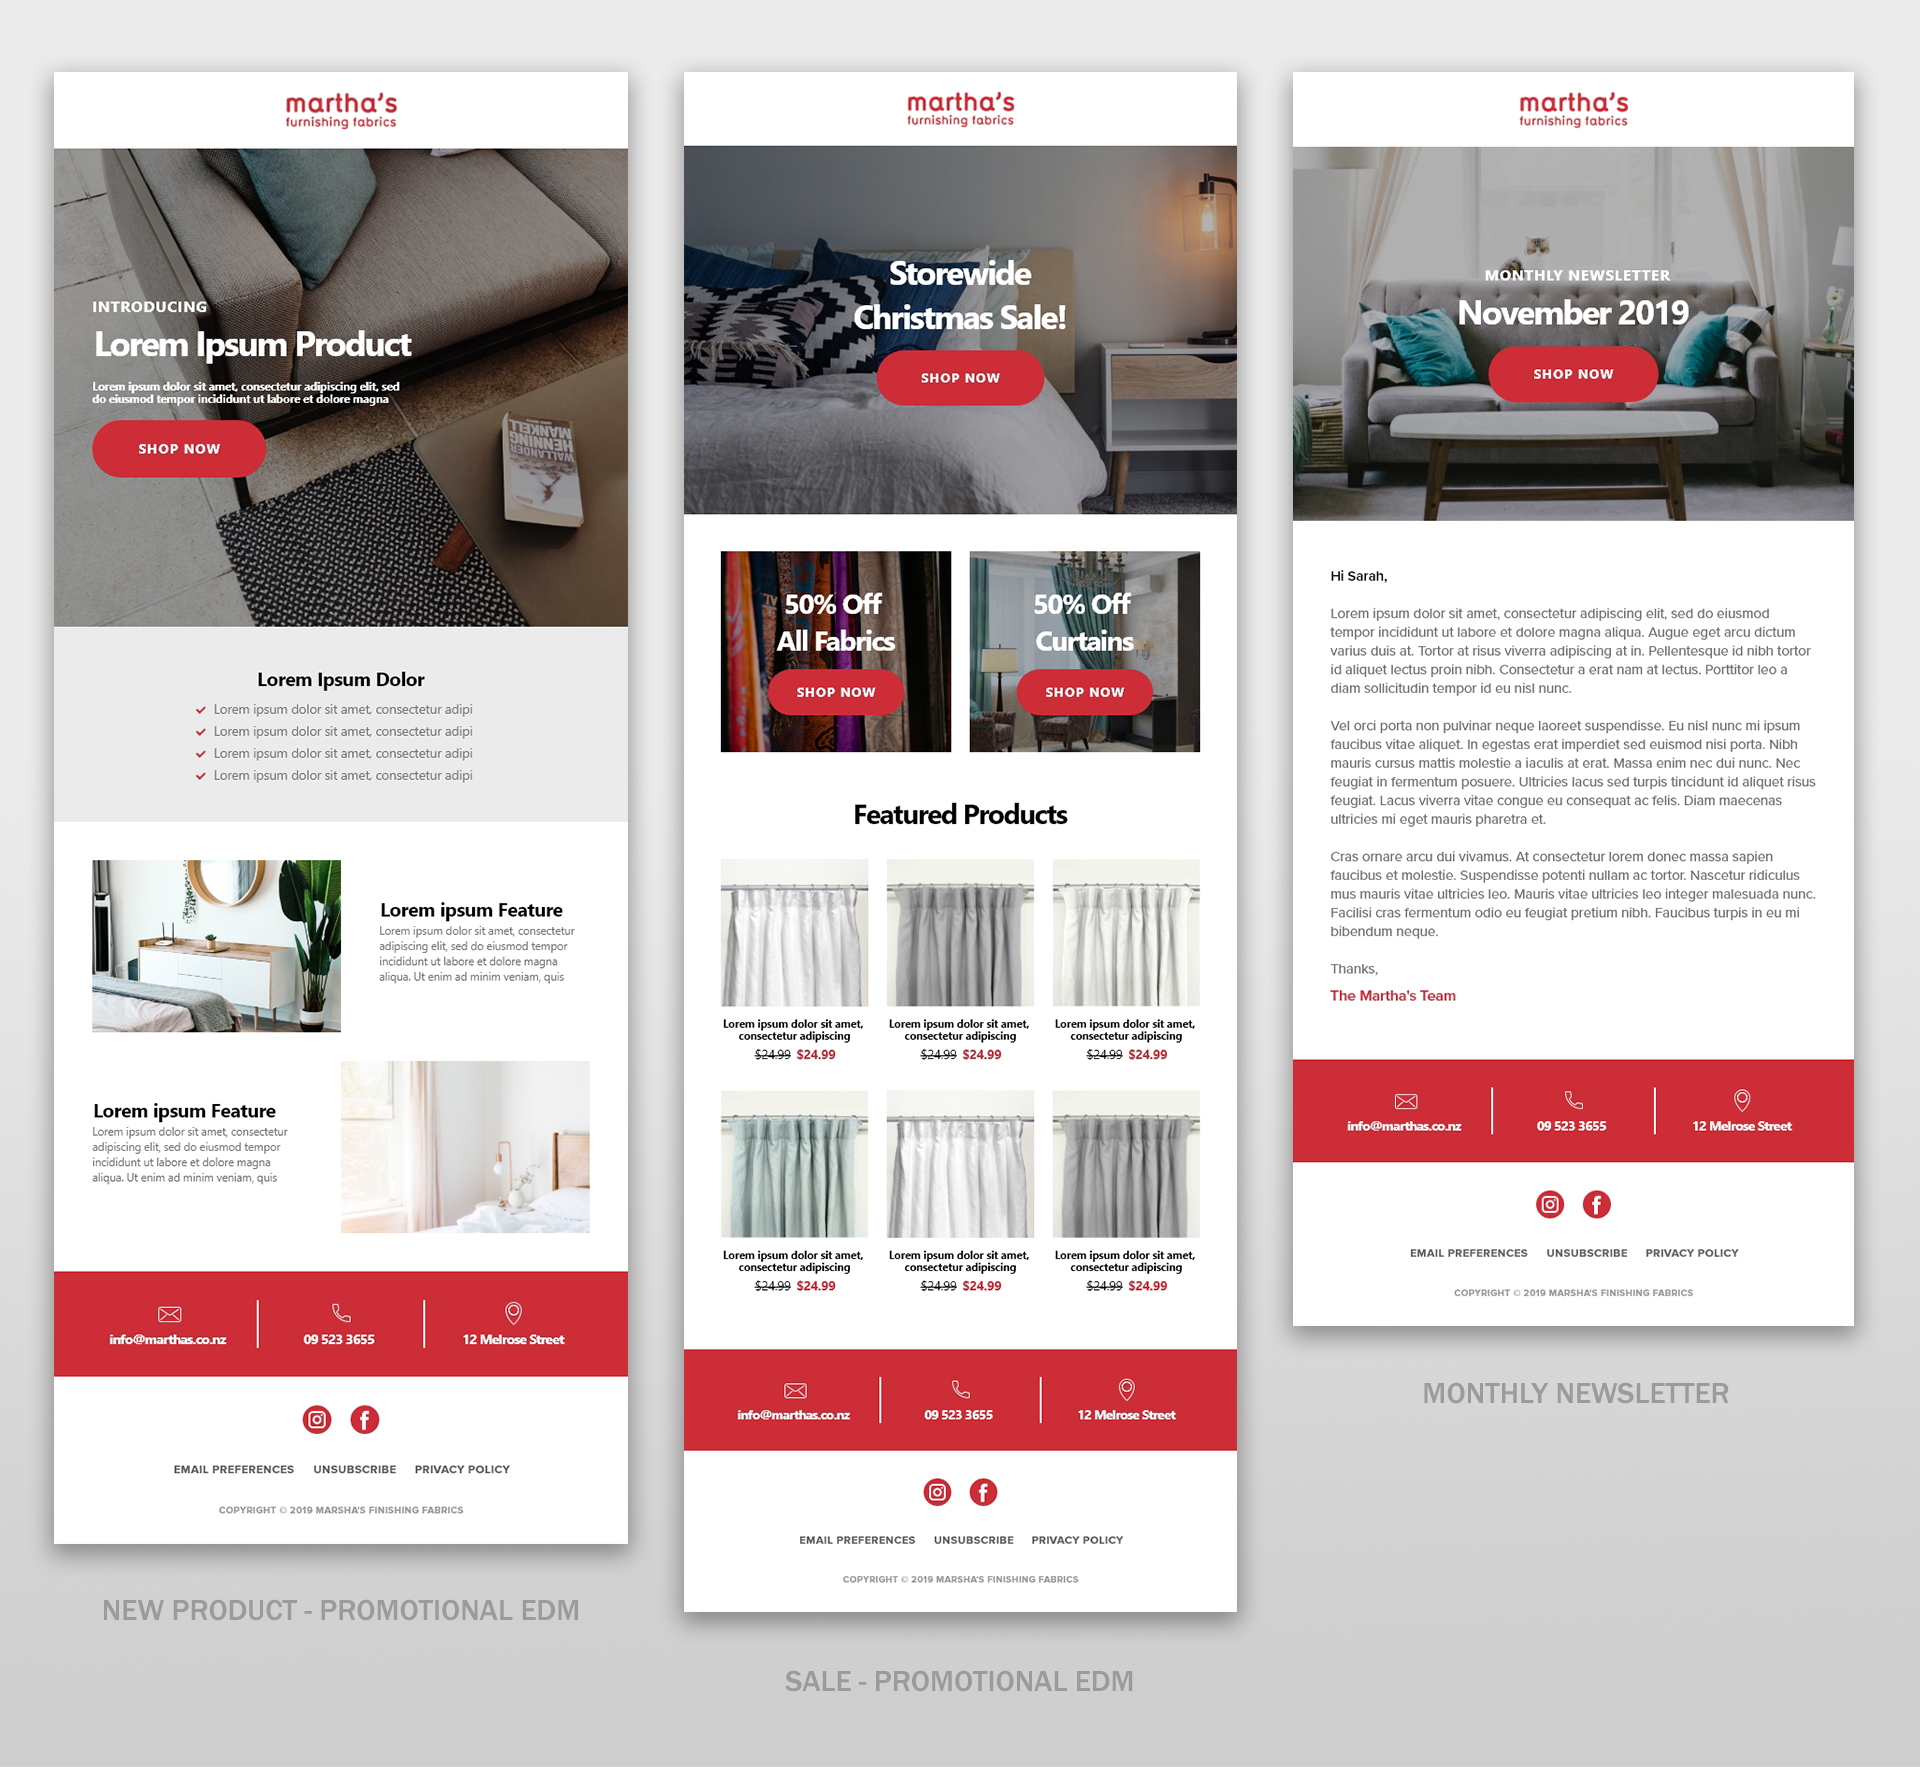 martha's
furnishing fabrics
INTRODUCING
Lorem Ipsum Product
Lorem ipsum dolor sit amet, consectetur adipiscing elit, sed
do eiusmod tempor incididunt ut labore et dolore magna
SHOP NOW
HENNING
MANKELL
WALLANDER
Lorem Ipsum Dolor
Lorem ipsum dolor sit amet, consectetur adipi
Lorem ipsum dolor sit amet, consectetur adipi
Lorem ipsum dolor sit amet, consectetur adipi
Lorem ipsum dolor sit amet, consectetur adipi
Lorem ipsum Feature
Lorem ipsum dolor sit amet, consectetur
adipiscing elit, sed do eiusmod tempor
incididunt ut labore et dolore magna
aliqua. Ut enim ad minim veniam, quis
Lorem ipsum Feature
Lorem ipsum dolor sit amet, consectetur
adipiscing elit, sed do eiusmod tempor
incididunt ut labore et dolore magna
aliqua. Ut enim ad minim veniam, quis
info@marthas.co.nz
09 523 3655
12 Melrose Street
EMAIL PREFERENCES UNSUBSCRIBE PRIVACY POLICY
COPYRIGHT © 2019 MARSHA'S FINISHING FABRICS
NEW PRODUCT - PROMOTIONAL EDM
martha's
furnishing fabrics
Storewide
Christmas Sale!
SHOP NOW
50% Off
All Fabrics
SHOP NOW
50% Off
Curtains
SHOP NOW
Featured Products
Lorem ipsum dolor sit amet,
consectetur adipiscing
$24.99 $24.99
Lorem ipsum dolor sit amet,
consectetur adipiscing
$24.99 $24.99
Lorem ipsum dolor sit amet,
consectetur adipiscing
$24.99 $24.99
Lorem ipsum dolor sit amet,
consectetur adipiscing
$24.99 $24.99
Lorem ipsum dolor sit amet,
consectetur adipiscing
$24.99 $24.99
Lorem ipsum dolor sit amet,
consectetur adipiscing
$24.99 $24.99
info@marthas.co.nz
09 523 3655
12 Melrose Street
EMAIL PREFERENCES UNSUBSCRIBE PRIVACY POLICY
COPYRIGHT © 2019 MARSHA'S FINISHING FABRICS
SALE - PROMOTIONAL EDM
martha's
furnishing fabrics
MONTHLY NEWSLETTER
November 2019
SHOP NOW
Hi Sarah,
Lorem ipsum dolor sit amet, consectetur adipiscing elit, sed do eiusmod
tempor incididunt ut labore et dolore magna aliqua. Augue eget arcu dictum
varius duis at. Tortor at risus viverra adipiscing at in. Pellentesque id nibh tortor
id aliquet lectus proin nibh. Consectetur a erat nam at lectus. Porttitor leo a
diam sollicitudin tempor id eu nisl nunc.
Vel orci porta non pulvinar neque laoreet suspendisse. Eu nisl nunc mi ipsum
faucibus vitae aliquet. In egestas erat imperdiet sed euismod nisi porta. Nibh
mauris cursus mattis molestie a iaculis at erat. Massa enim nec dui nunc. Nec
feugiat in fermentum posuere. Ultricies lacus sed turpis tincidunt id aliquet risus
feugiat. Lacus viverra vitae congue eu consequat ac felis. Diam maecenas
ultricies mi eget mauris pharetra et.
Cras ornare arcu dui vivamus. At consectetur lorem donec massa sapien
faucibus et molestie. Suspendisse potenti nullam ac tortor. Nascetur ridiculus
mus mauris vitae ultricies leo. Mauris vitae ultricies leo integer malesuada nunc.
Facilisi cras fermentum odio eu feugiat pretium nibh. Faucibus turpis in eu mi
bibendum neque.
Thanks,
The Martha's Team
info@marthas.co.nz
09 523 3655
12 Melrose Street
EMAIL PREFERENCES UNSUBSCRIBE PRIVACY POLICY
COPYRIGHT © 2019 MARSHA'S FINISHING FABRICS
MONTHLY NEWSLETTER